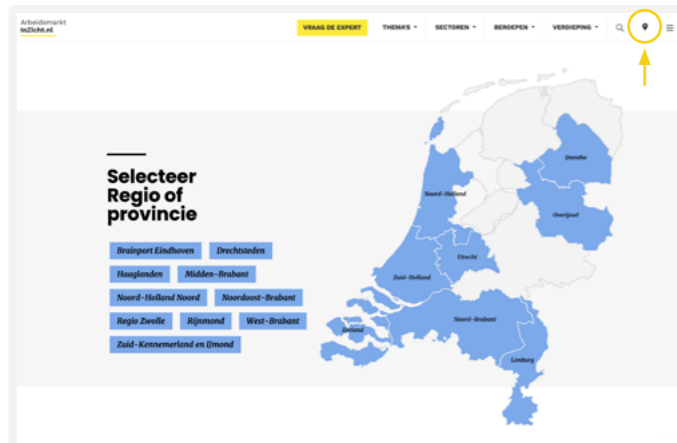 Arbeidsmarkt
InZicht.nl
VRAAG DE EXPERT
THEMA'S
SECTOREN
BEROEPEN
VERDIEPING
Selecteer
Regio of
provincie
Brainport Eindhoven
Drechtsteden
Haaglanden
Midden-Brabant
Noord-Holland Noord
Noordoost-Brabant
Regio Zwolle
Rijnmond
West-Brabant
Zuid-Kennemerland en IJmond
Drenthe
Noord-Holland
Overijssel
Utrecht
Zuid-Holland
Noord-Brabant
Zeeland
Limburg